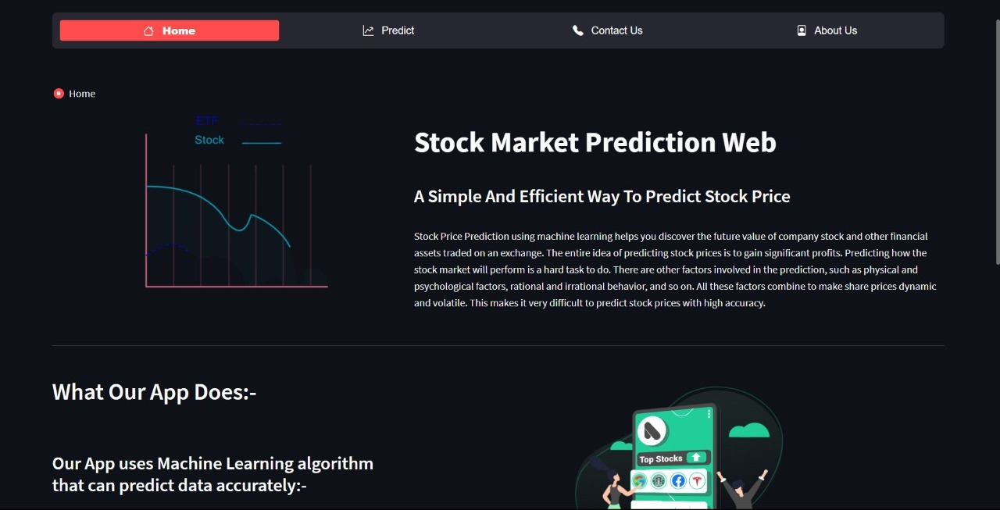 Home
Predict
Contact Us
About Us
Home
ETF
Stock
Stock Market Prediction Web
A Simple And Efficient Way To Predict Stock Price
Stock Price Prediction using machine learning helps you discover the future value of company stock and other financial
assets traded on an exchange. The entire idea of predicting stock prices is to gain significant profits. Predicting how the
stock market will perform is a hard task to do. There are other factors involved in the prediction, such as physical and
psychological factors, rational and irrational behavior, and so on. All these factors combine to make share prices dynamic
and volatile. This makes it very difficult to predict stock prices with high accuracy.
What Our App Does:-
Our App uses Machine Learning algorithm
that can predict data accurately:-
Top Stocks